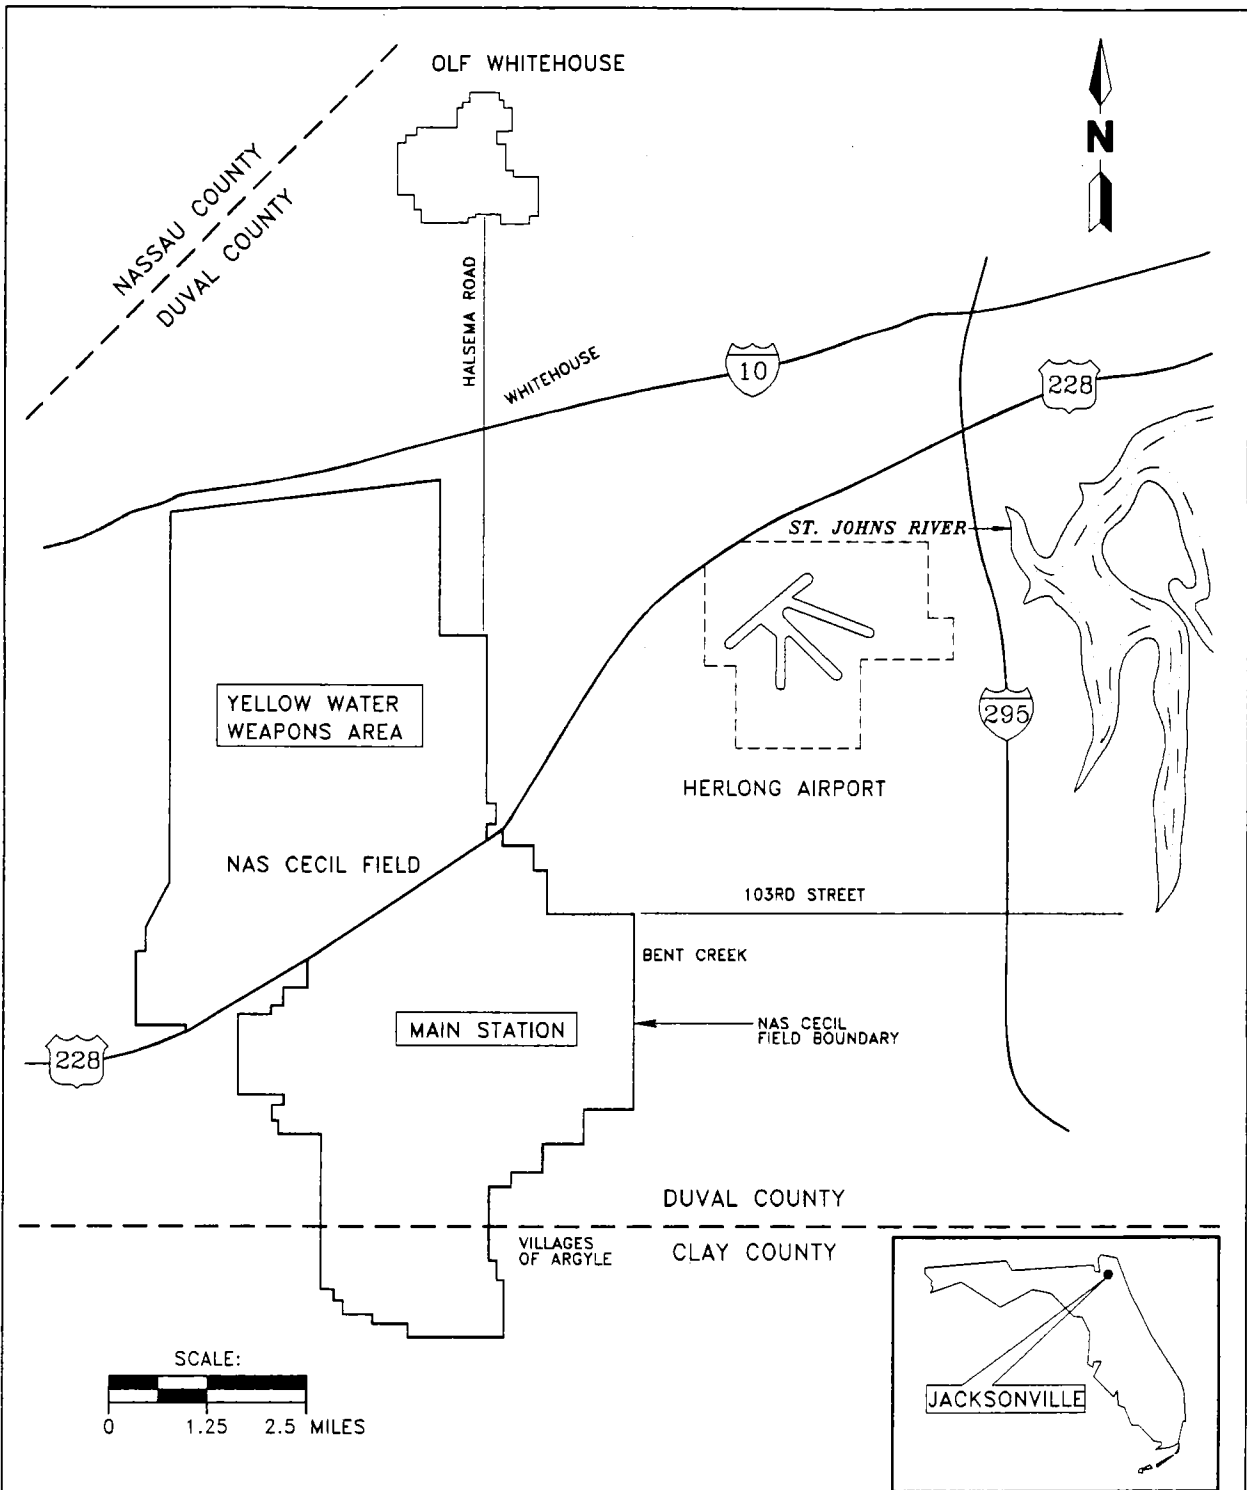 OLF WHITEHOUSE
N
NASSAU COUNTY
DUVAL COUNTY
HALSEMA ROAD
WHITEHOUSE
10
228
ST. JOHNS RIVER
YELLOW WATER
WEAPONS AREA
295
HERLONG AIRPORT
NAS CECIL FIELD
103RD STREET
BENT CREEK
MAIN STATION
NAS CECIL
FIELD BOUNDARY
228
DUVAL COUNTY
VILLAGES
OF ARGYLE
CLAY COUNTY
SCALE:
0 1.25 2.5 MILES
JACKSONVILLE